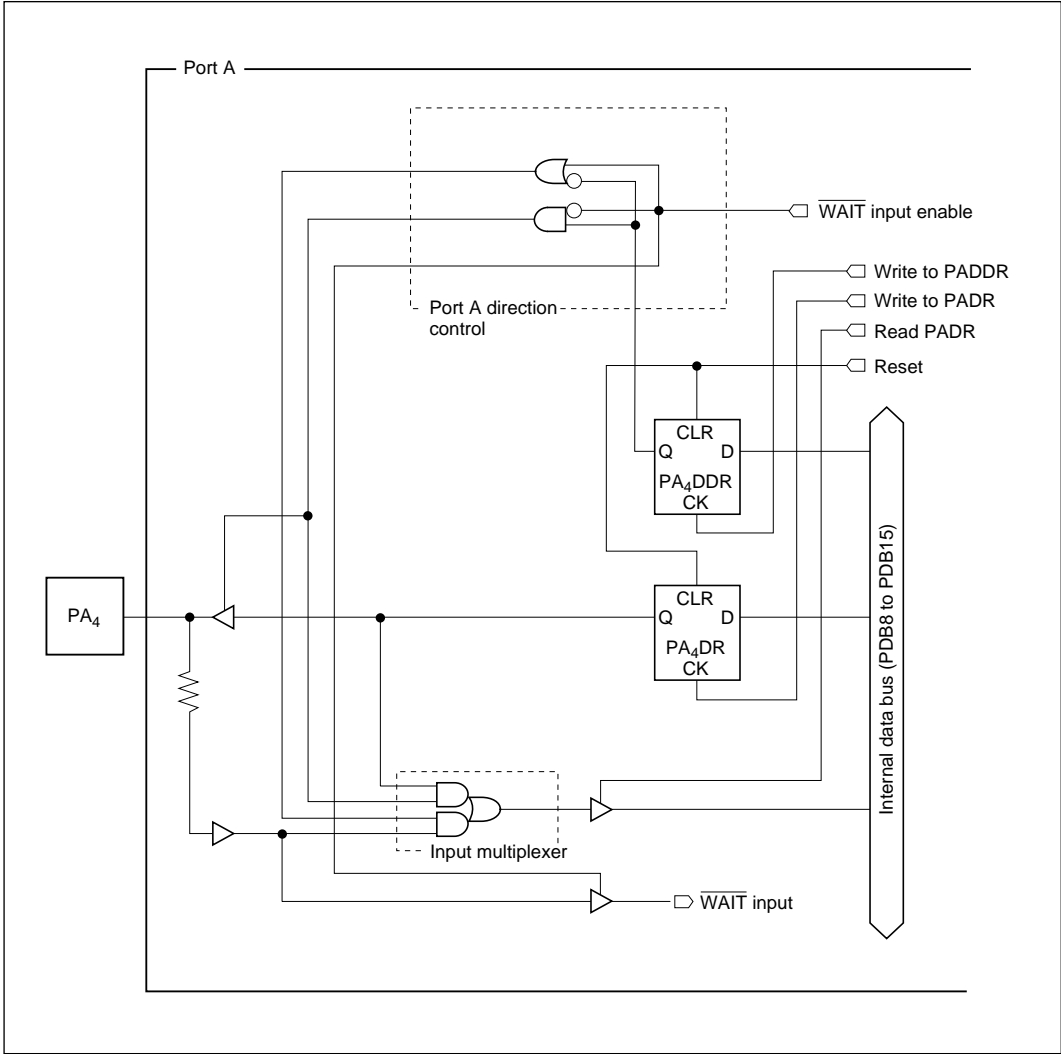 Port A
WAIT input enable
Write to PADDR
Write to PADR
Read PADR
Reset
Port A direction
control
CLR
Q D
PA4DDR
CK
CLR
Q D
PA4DR
CK
PA4
Internal data bus (PDB8 to PDB15)
Input multiplexer
WAIT input